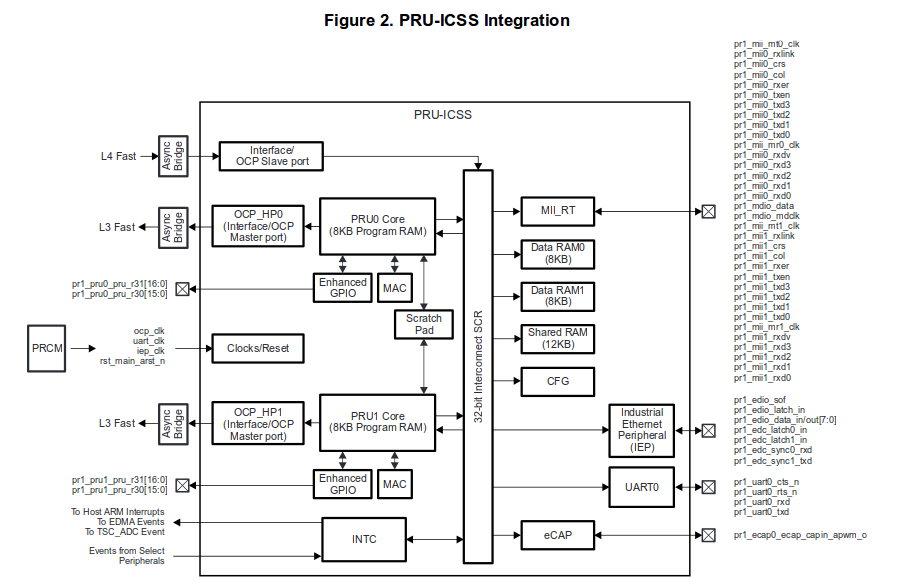 Figure 2. PRU-ICSS Integration
PRU-ICSS
L4 Fast
Async
Bridge
Interface/
OCP Slave port
L3 Fast
Async
Bridge
OCP_HP0
(Interface/OCP
Master port)
PRU0 Core
(8KB Program RAM)
pr1_pru0_pru_r31[16:0]
pr1_pru0_pru_r30[15:0]
Enhanced
GPIO
MAC
Scratch
Pad
PRCM
ocp_clk
uart_clk
iep_clk
rst_main_arst_n
Clocks/Reset
L3 Fast
Async
Bridge
OCP_HP1
(Interface/OCP
Master port)
PRU1 Core
(8KB Program RAM)
pr1_pru1_pru_r31[16:0]
pr1_pru1_pru_r30[15:0]
Enhanced
GPIO
MAC
To Host ARM Interrupts
To EDMA Events
To TSC_ADC Event
Events from Select
Peripherals
INTC
32-bit Interconnect SCR
MII_RT
Data RAM0
(8KB)
Data RAM1
(8KB)
Shared RAM
(12KB)
CFG
Industrial
Ethernet
Peripheral
(IEP)
UART0
eCAP
pr1_mii_mt0_clk
pr1_mii0_rxlink
pr1_mii0_crs
pr1_mii0_col
pr1_mii0_rxer
pr1_mii0_txen
pr1_mii0_txd3
pr1_mii0_txd2
pr1_mii0_txd1
pr1_mii0_txd0
pr1_mii_mr0_clk
pr1_mii0_rxdv
pr1_mii0_rxd3
pr1_mii0_rxd2
pr1_mii0_rxd1
pr1_mii0_rxd0
pr1_mdio_data
pr1_mdio_mdclk
pr1_mii_mt1_clk
pr1_mii1_rxlink
pr1_mii1_crs
pr1_mii1_col
pr1_mii1_rxer
pr1_mii1_txen
pr1_mii1_txd3
pr1_mii1_txd2
pr1_mii1_txd1
pr1_mii1_txd0
pr1_mii_mr1_clk
pr1_mii1_rxdv
pr1_mii1_rxd3
pr1_mii1_rxd2
pr1_mii1_rxd1
pr1_mii1_rxd0
pr1_edio_sof
pr1_edio_latch_in
pr1_edio_data_in/out[7:0]
pr1_edc_latch0_in
pr1_edc_latch1_in
pr1_edc_sync0_rxd
pr1_edc_sync1_txd
pr1_uart0_cts_n
pr1_uart0_rts_n
pr1_uart0_rxd
pr1_uart0_txd
pr1_ecap0_ecap_capin_apwm_o